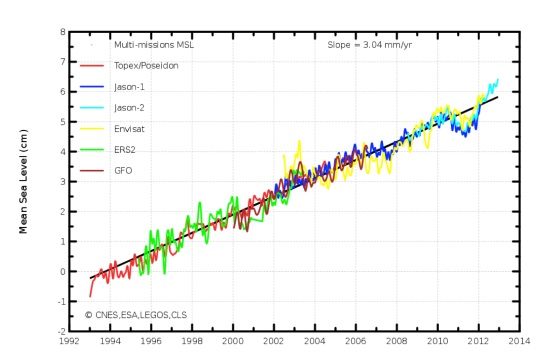 8
7
6
5
4
3
2
1
0
-1
-2
Mean Sea Level (cm)
Multi-missions MSL
Slope = 3.04 mm/yr
Topex/Poseidon
Jason-1
Jason-2
Envisat
ERS2
GFO
© CNES,ESA,LEGOS,CLS
1992 1994 1996 1998 2000 2002 2004 2006 2008 2010 2012 2014